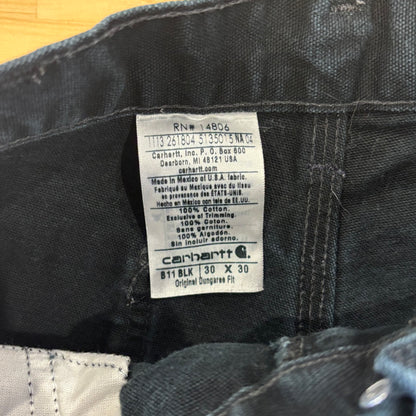 RN# 14806
1113 261804 5135015 NA 04
Carhartt, Inc. P.O. Box 600
Dearborn, MI 48121 USA
carhartt.com
Made in Mexico of U.S.A. fabric.
Fabriqué au Mexique avec du tissu
en provenance des ÉTATS-UNIS.
Hecho en México con tela de EE.UU.
100% Cotton.
Exclusive of Trimming.
100% Coton.
Sans garniture.
100% Algodón.
Sin incluir adorno.
carhartt
B11 BLK 30 X 30
Original Dungaree Fit